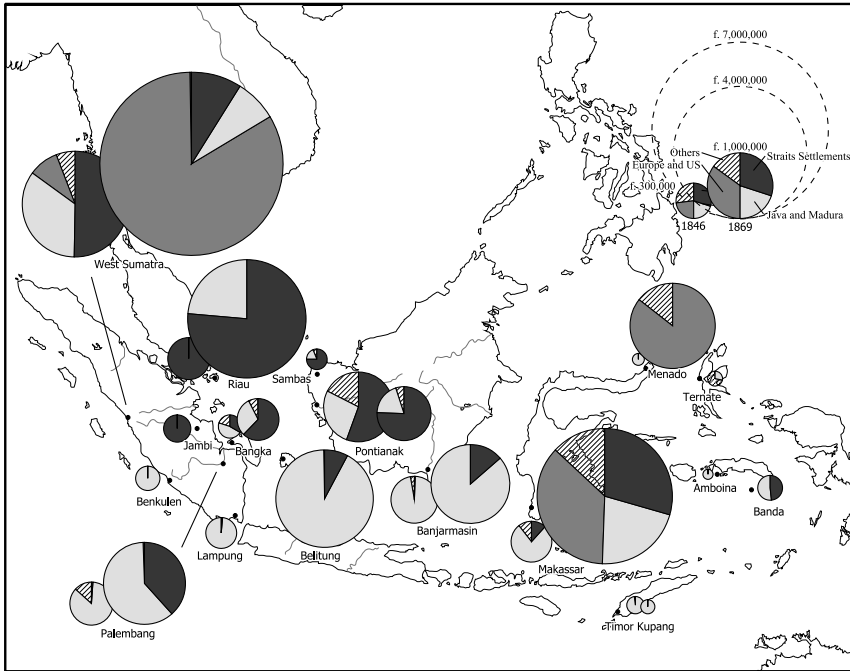 f. 7,000,000
f. 4,000,000
f. 1,000,000
Others
Straits Settlements
Europe and US
f. 300,000
Java and Madura
1846
1869
West Sumatra
Riau
Sambas
Menado
Ternate
Jambi
Bangka
Pontianak
Benkulen
Amboina
Banda
Lampung
Belitung
Banjarmasin
Makassar
Palembang
Timor Kupang